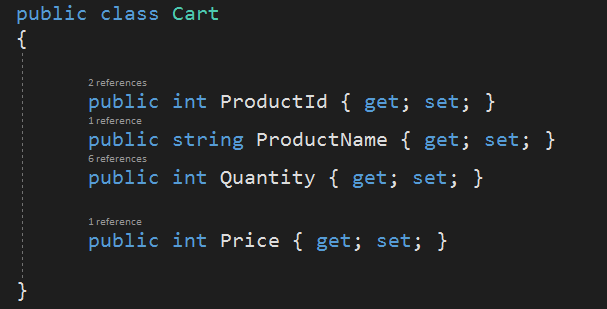 public class Cart
{
2 references
public int ProductId { get; set; }
1 reference
public string ProductName { get; set; }
6 references
public int Quantity { get; set; }
1 reference
public int Price { get; set; }
}